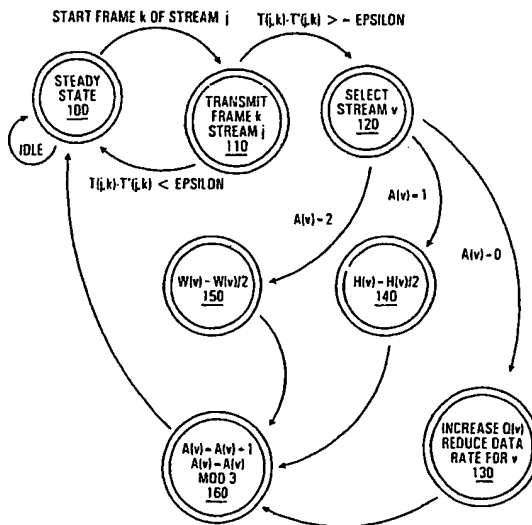 START FRAME k OF STREAM j
T(j,k)-T'(j,k) > - EPSILON
STEADY
STATE
100
TRANSMIT
FRAME k
STREAM j
110
SELECT
STREAM v
120
IDLE
T(j,k)-T'(j,k) < EPSILON
A(v) - 2
A(v) - 1
A(v) - 0
W(v) - W(v)/2
150
H(v) - H(v)/2
140
A(v) - A(v) + 1
A(v) - A(v)
MOD 3
160
INCREASE Q(v)
REDUCE DATA
RATE FOR v
130